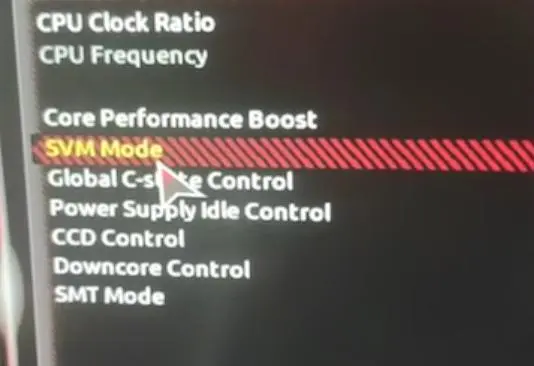 CPU Clock Ratio
CPU Frequency
Core Performance Boost
SVM Mode
Global C-state Control
Power Supply Idle Control
CCD Control
Downcore Control
SMT Mode